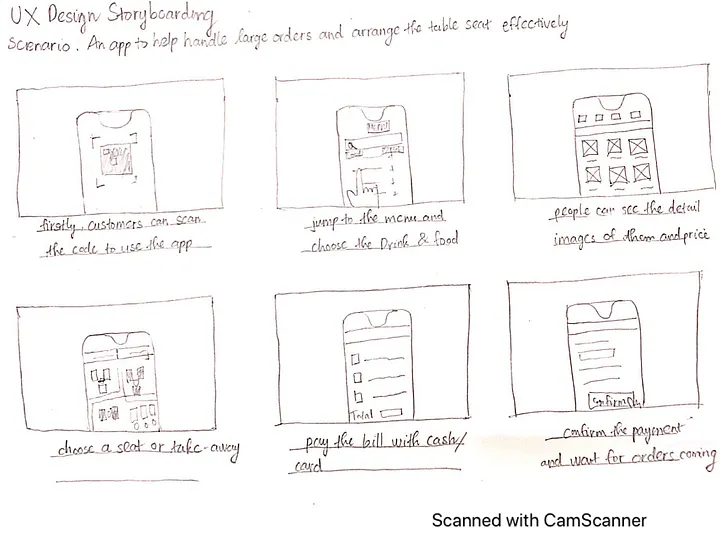 UX Design Storyboarding
Scenario. An app to help handle large orders and arrange the table seat effectively
firstly, customers can scan
the code to use the app
MENU
jump to the menu and
choose the Drink & food
people can see the detail
images of them and price
choose a seat or take-away
Total
pay the bill with cash/
card
confirm the payment
and wait for orders coming
Scanned with CamScanner